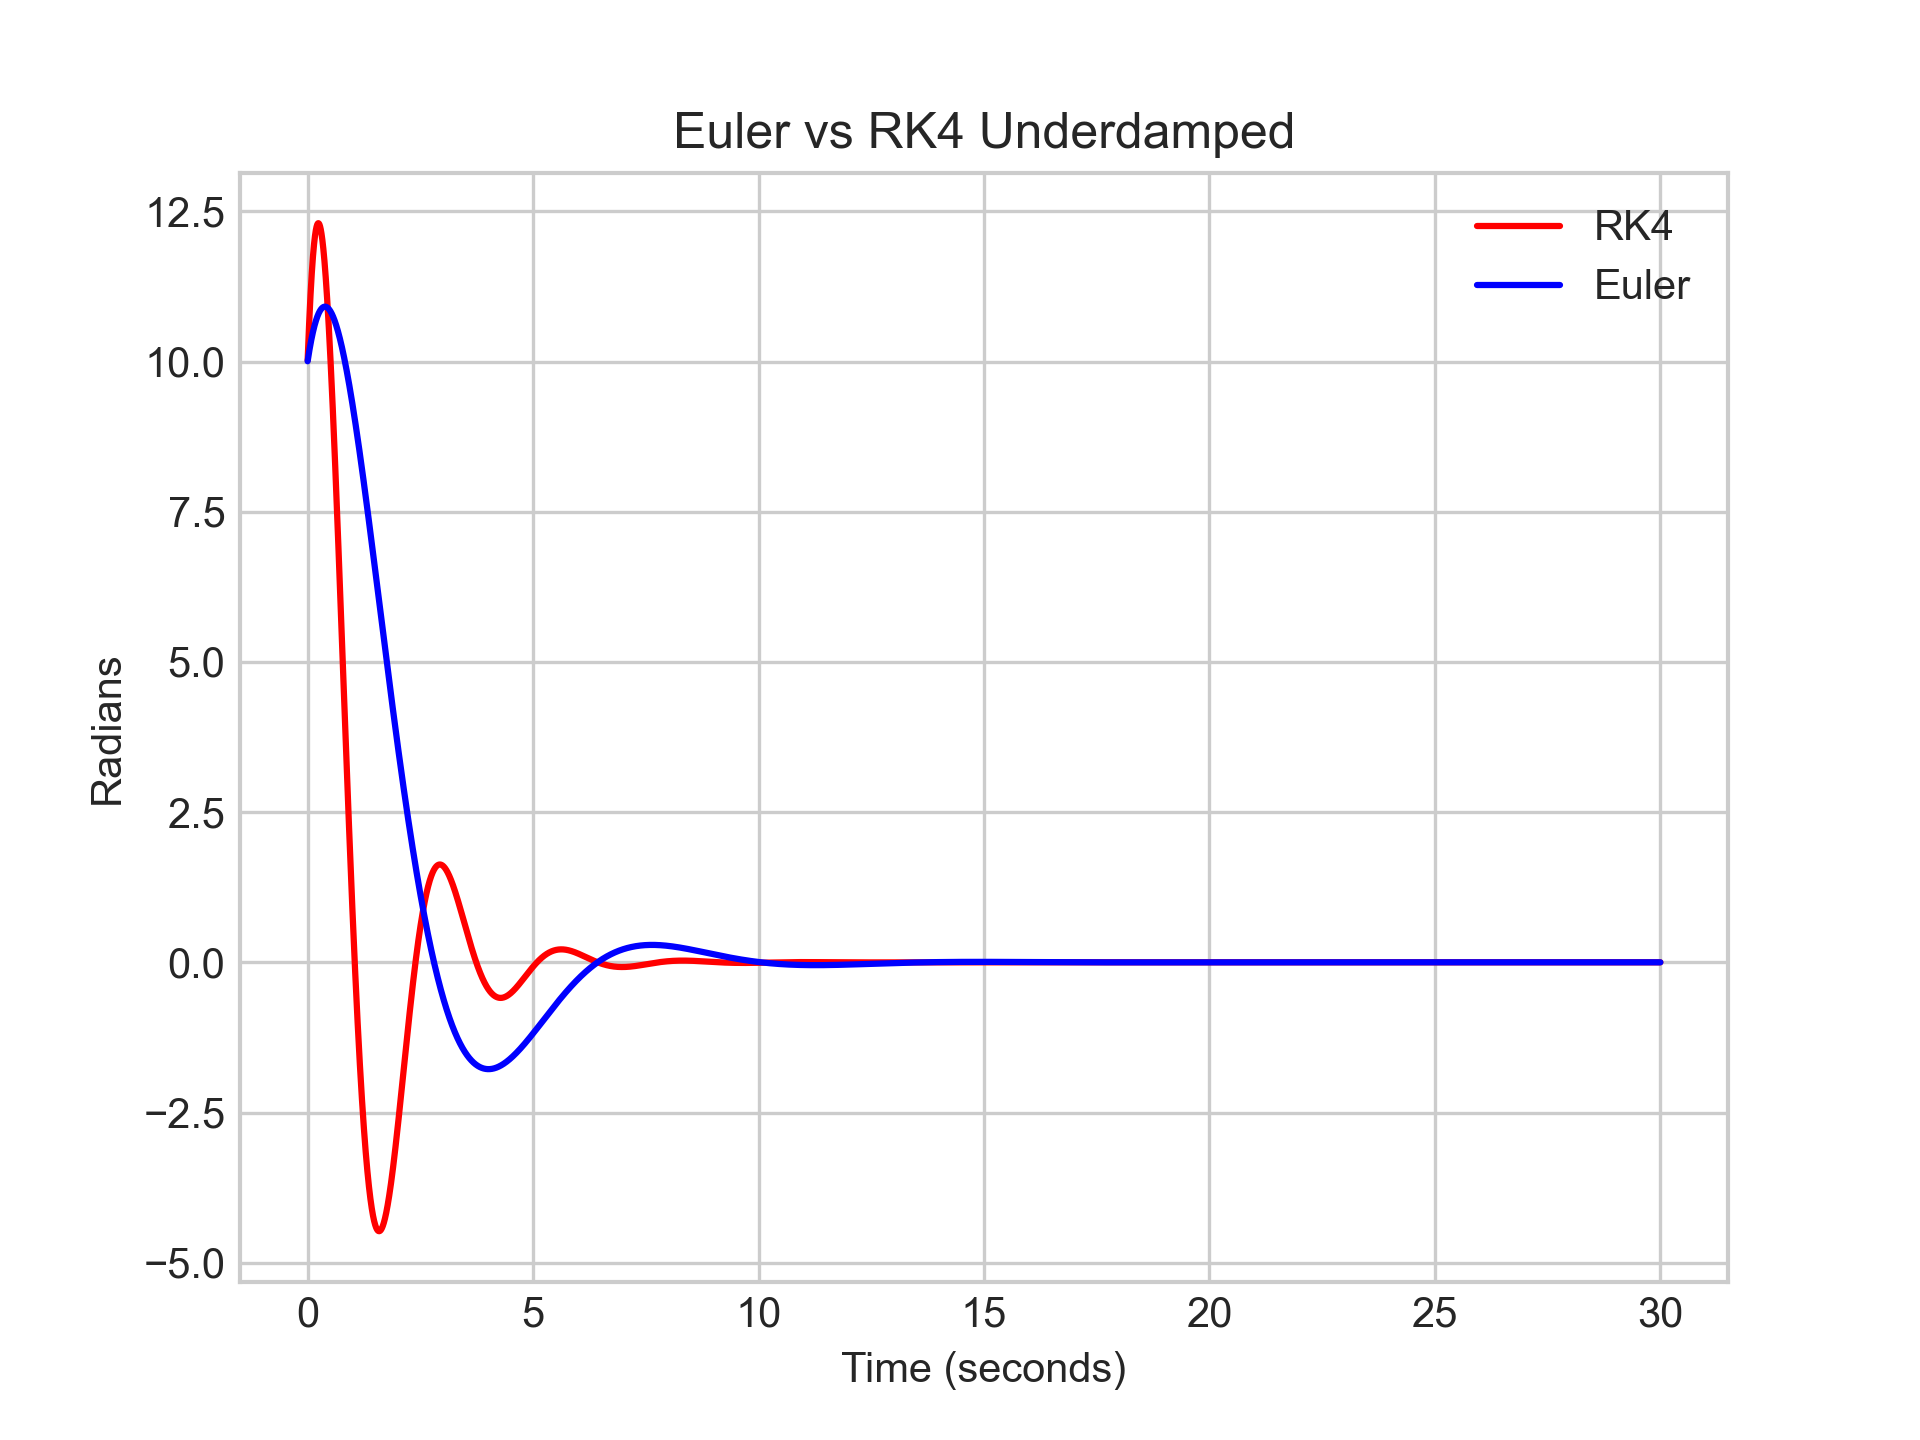 Euler vs RK4 Underdamped
RK4
Euler
12.5
10.0
7.5
5.0
2.5
0.0
−2.5
−5.0
Radians
0 5 10 15 20 25 30
Time (seconds)